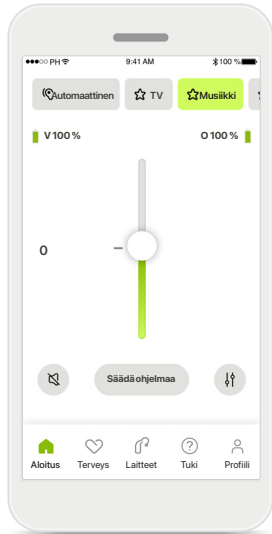 PH 9:41 AM 100 %
Automaattinen TV Musiikki
V 100 % O 100 %
0
Säädä ohjelmaa
Aloitus Terveys Laitteet Tuki Profiili